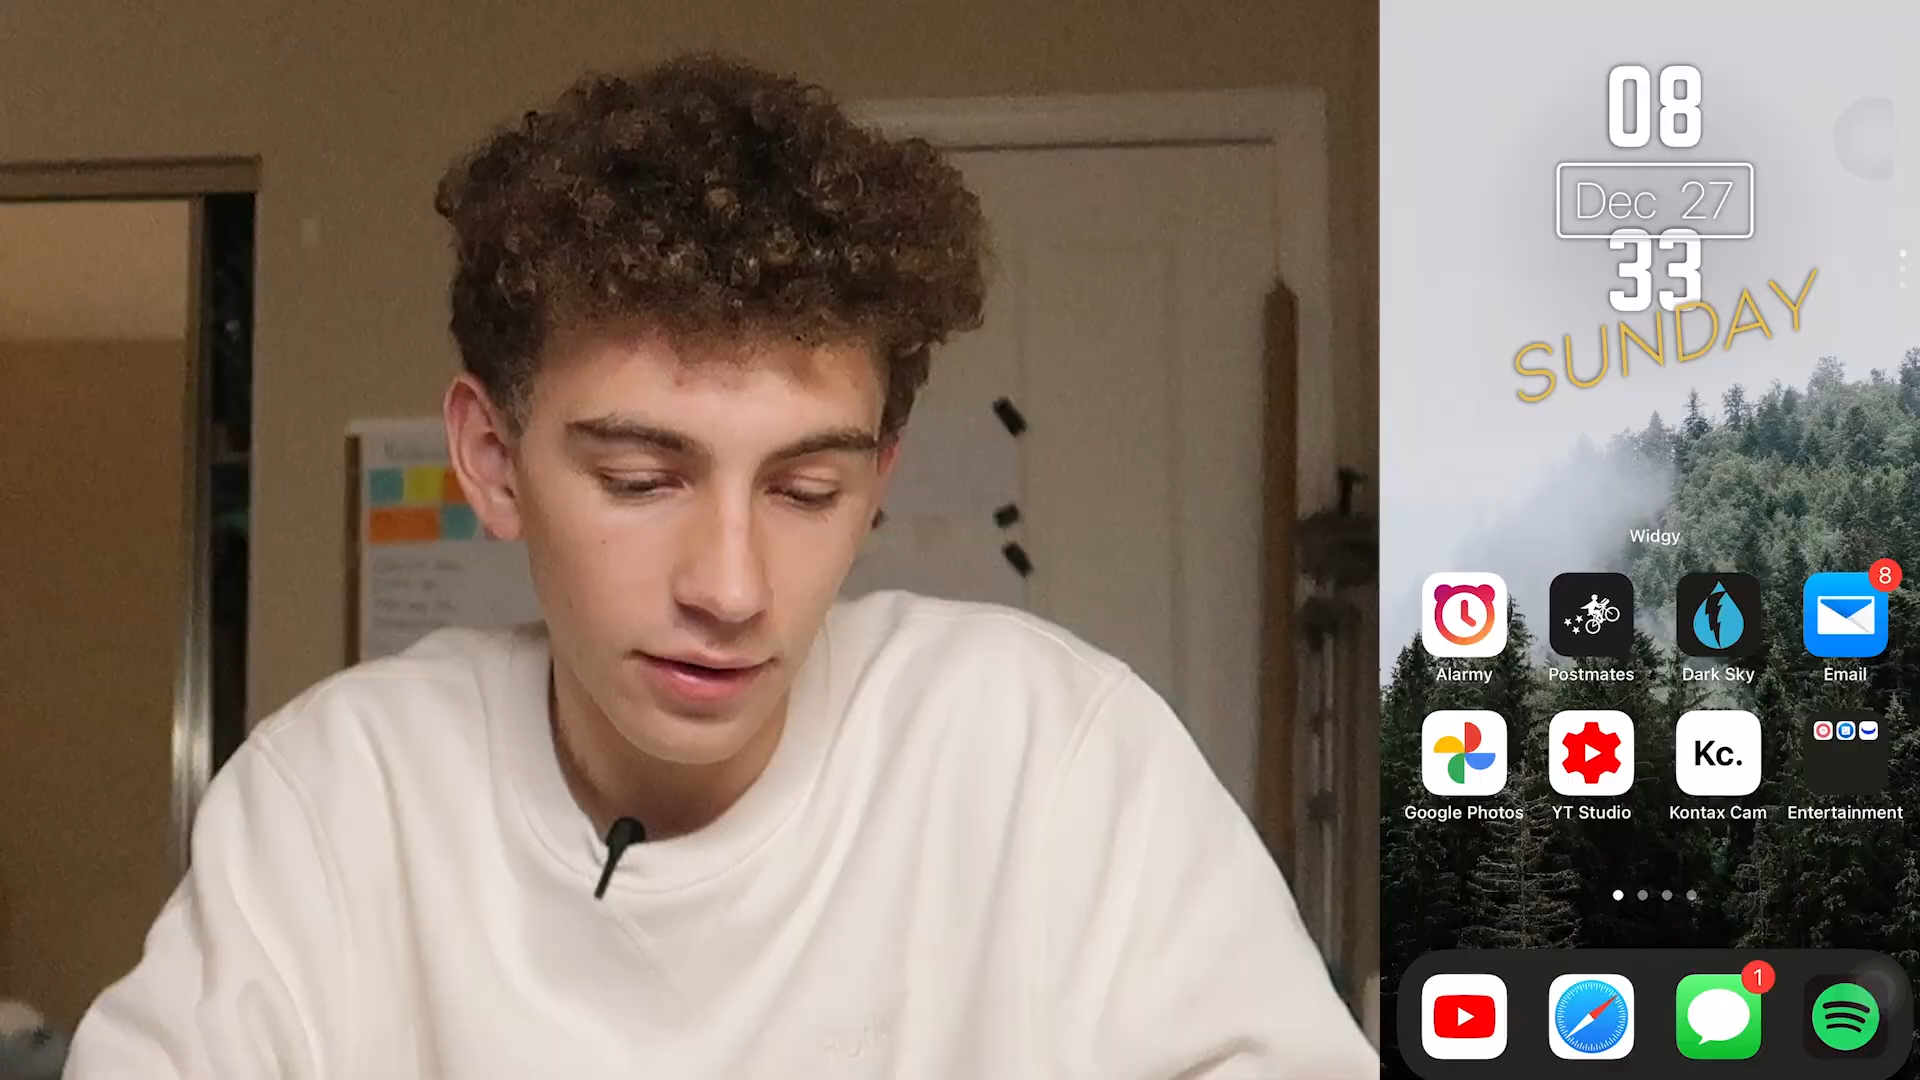 08
Dec 27
33
SUNDAY
Widgy
8
Alarmy
Postmates
Dark Sky
Email
Kc.
Google Photos
YT Studio
Kontax Cam
Entertainment
1